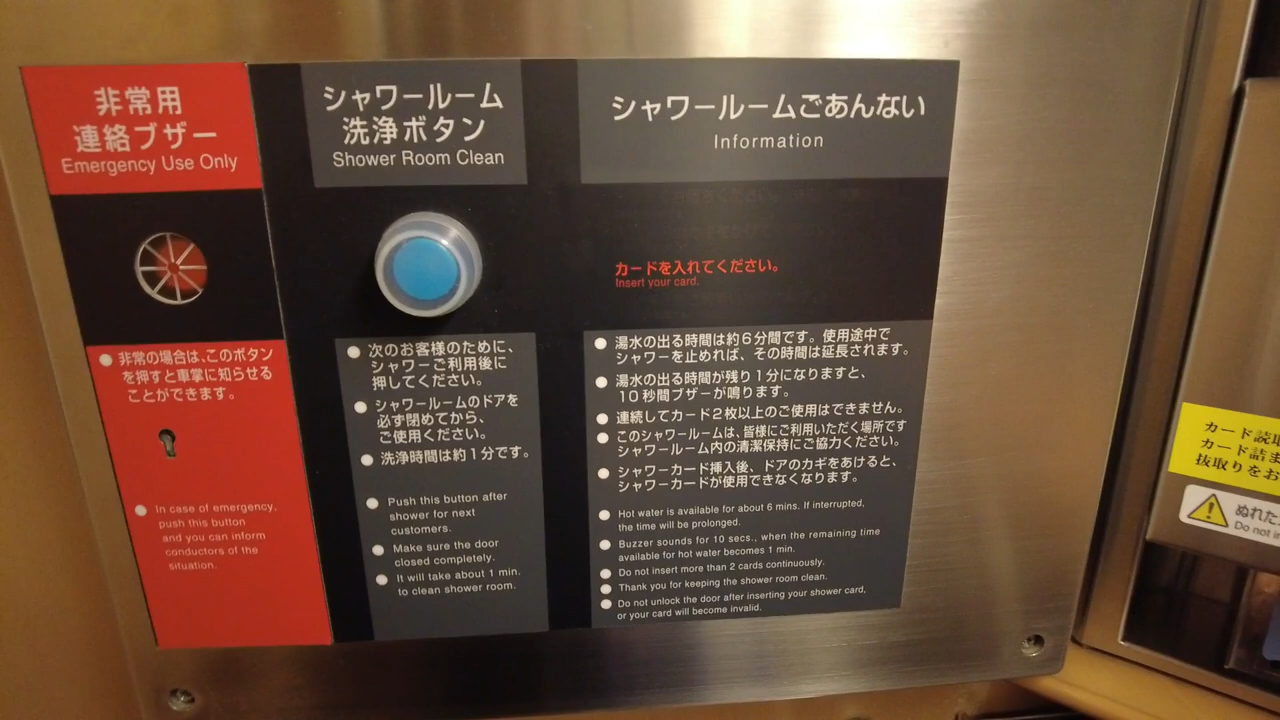 非常用
連絡ブザー
Emergency Use Only
非常の場合は、このボタン
を押すと車掌に知らせる
ことができます。
In case of emergency,
push this button
and you can inform
conductors of the
situation.
シャワールーム
洗浄ボタン
Shower Room Clean
次のお客様のために、
シャワーご利用後に
押してください。
シャワールームのドアを
必ず閉めてから、
ご使用ください。
洗浄時間は約1分です。
Push this button after
shower for next
customers.
Make sure the door
closed completely.
It will take about 1 min.
to clean shower room.
シャワールームごあんない
Information
カードを入れてください。
Insert your card.
湯水の出る時間は約6分間です。使用途中で
シャワーを止めれば、その時間は延長されます。
湯水の出る時間が残り1分になりますと、
10秒間ブザーが鳴ります。
連続してカード2枚以上のご使用はできません。
このシャワールームは、皆様にご利用いただく場所です
シャワールーム内の清潔保持にご協力ください。
シャワーカード挿入後、ドアのカギをあけると、
シャワーカードが使用できなくなります。
Hot water is available for about 6 mins. If interrupted,
the time will be prolonged.
Buzzer sounds for 10 secs., when the remaining time
available for hot water becomes 1 min.
Do not insert more than 2 cards continuously.
Thank you for keeping the shower room clean.
Do not unlock the door after inserting your shower card,
or your card will become invalid.
カード読取
カード詰ま
抜取りをお
ぬれた
Do not in